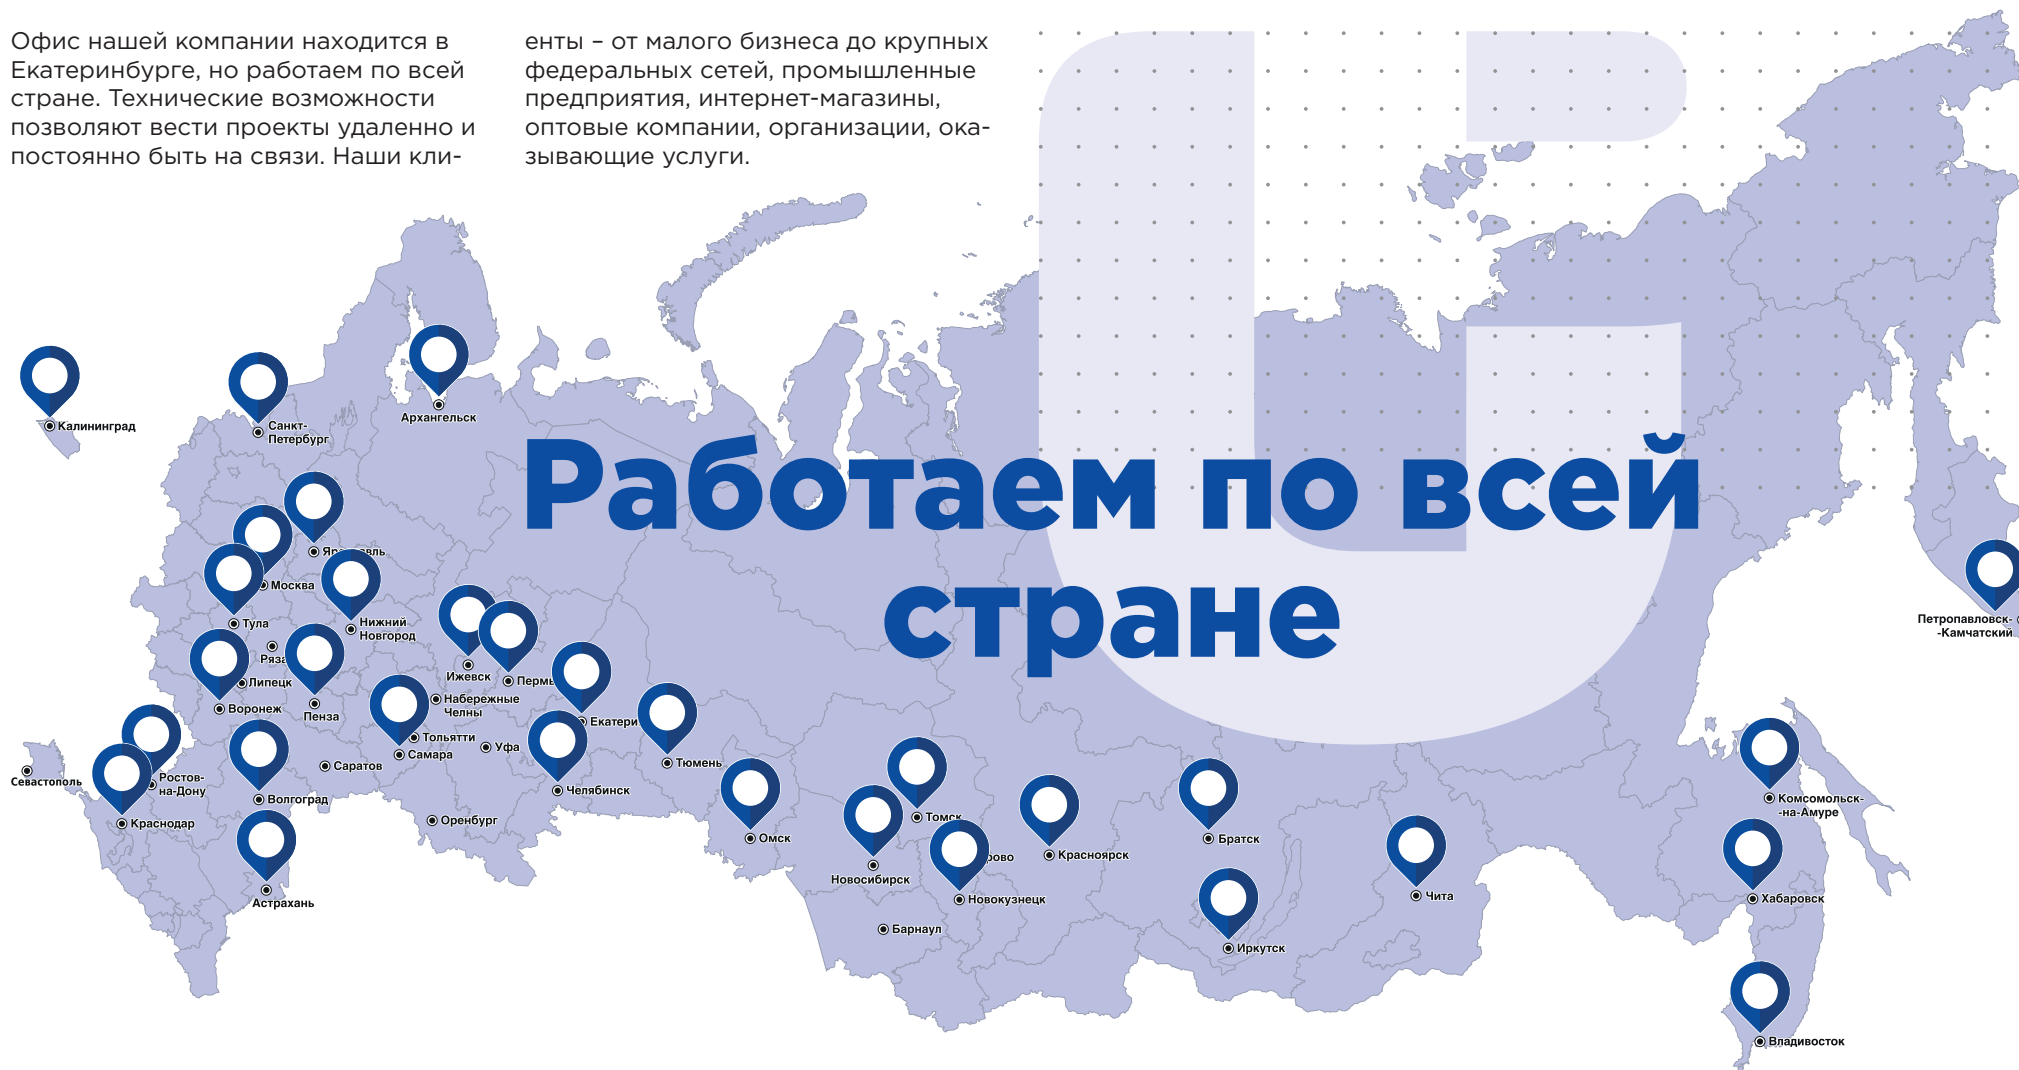 Офис нашей компании находится в
Екатеринбурге, но работаем по всей
стране. Технические возможности
позволяют вести проекты удаленно и
постоянно быть на связи. Наши кли-
енты – от малого бизнеса до крупных
федеральных сетей, промышленные
предприятия, интернет-магазины,
оптовые компании, организации, ока-
зывающие услуги.
Работаем по всей
стране
Калининград
Санкт-
Петербург
Архангельск
Москва
Тула
Нижний
Новгород
Липецк
Воронеж
Пенза
Ижевск
Пермь
Набережные
Челны
Тольятти
Самара
Уфа
Саратов
Севастополь
Ростов-
на-Дону
Волгоград
Краснодар
Оренбург
Астрахань
Челябинск
Тюмень
Омск
Томск
Новосибирск
Новокузнецк
Барнаул
Красноярск
Братск
Иркутск
Чита
Петропавловск-
-Камчатский
Комсомольск-
-на-Амуре
Хабаровск
Владивосток